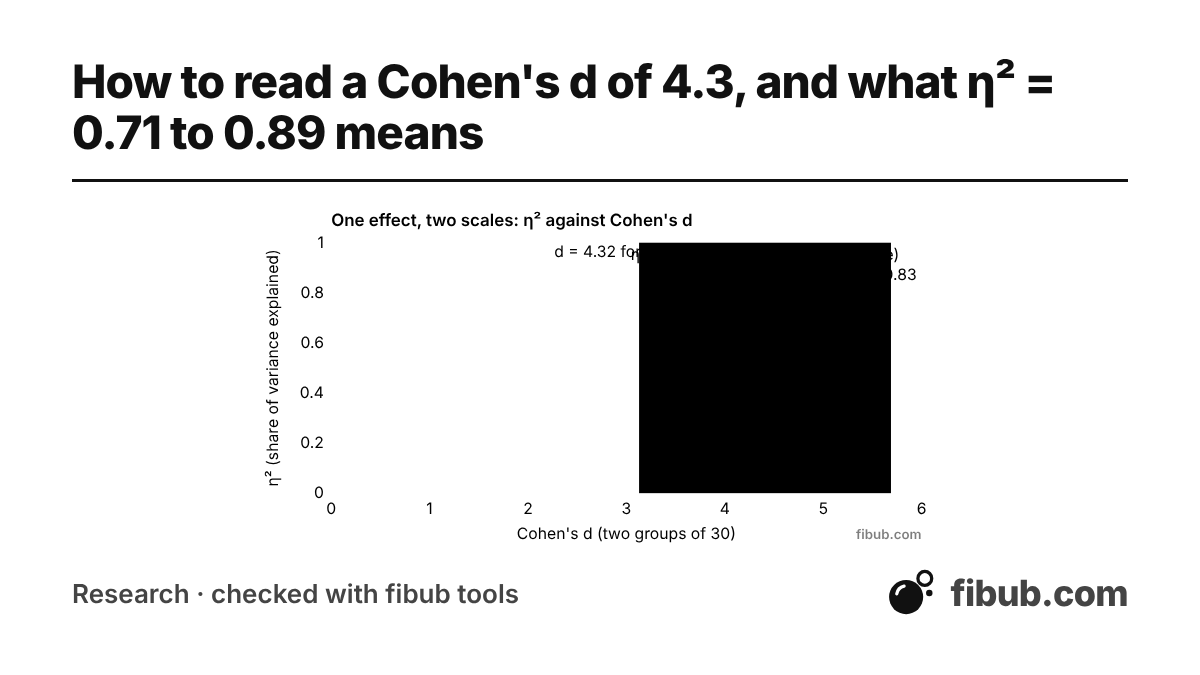 How to read a Cohen's d of 4.3, and what η² =
0.71 to 0.89 means
One effect, two scales: η² against Cohen's d
d = 4.32
η² (share of variance explained)
1
0.8
0.6
0.4
0.2
0
0 1 2 3 4 5 6
Cohen's d (two groups of 30)
fibub.com
Research · checked with fibub tools
fibub.com